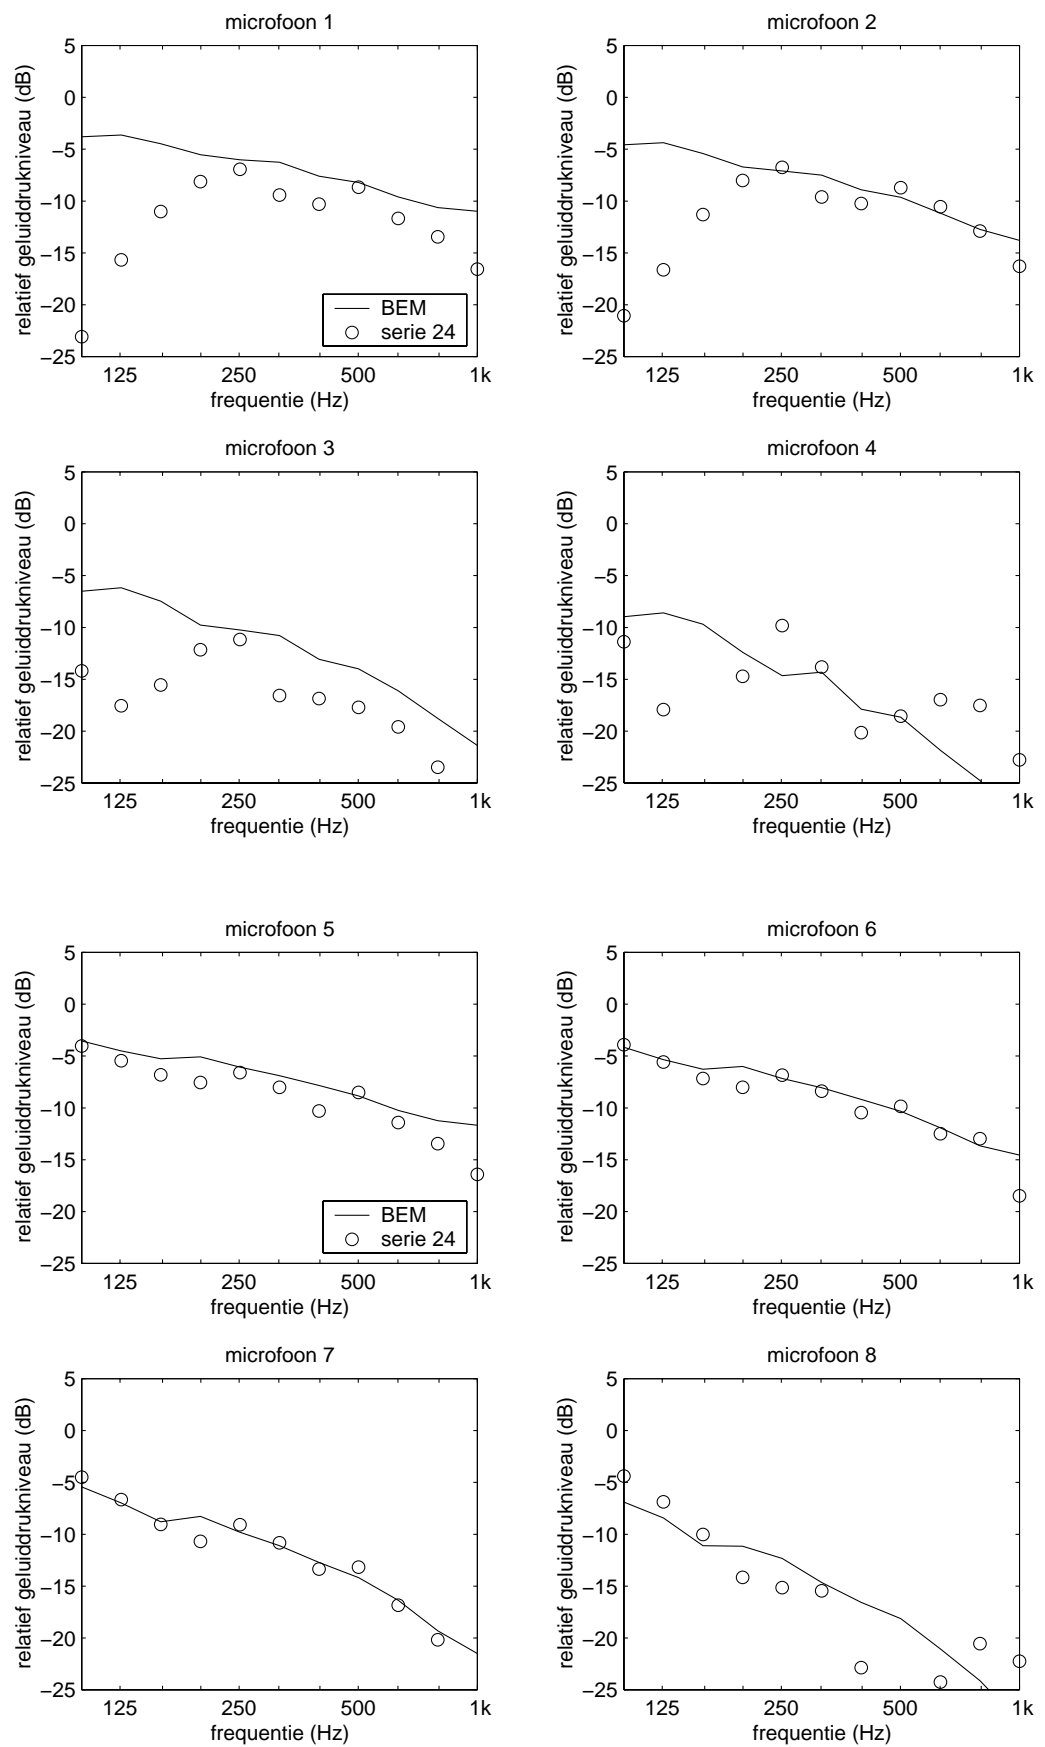 microfoon 1
5
0
−5
−10
−15
−20
−25
125
250
500
1k
frequentie (Hz)
relatief geluiddrukniveau (dB)
BEM
serie 24
microfoon 2
5
0
−5
−10
−15
−20
−25
125
250
500
1k
frequentie (Hz)
relatief geluiddrukniveau (dB)
microfoon 3
5
0
−5
−10
−15
−20
−25
125
250
500
1k
frequentie (Hz)
relatief geluiddrukniveau (dB)
microfoon 4
5
0
−5
−10
−15
−20
−25
125
250
500
1k
frequentie (Hz)
relatief geluiddrukniveau (dB)
microfoon 5
5
0
−5
−10
−15
−20
−25
125
250
500
1k
frequentie (Hz)
relatief geluiddrukniveau (dB)
BEM
serie 24
microfoon 6
5
0
−5
−10
−15
−20
−25
125
250
500
1k
frequentie (Hz)
relatief geluiddrukniveau (dB)
microfoon 7
5
0
−5
−10
−15
−20
−25
125
250
500
1k
frequentie (Hz)
relatief geluiddrukniveau (dB)
microfoon 8
5
0
−5
−10
−15
−20
−25
125
250
500
1k
frequentie (Hz)
relatief geluiddrukniveau (dB)